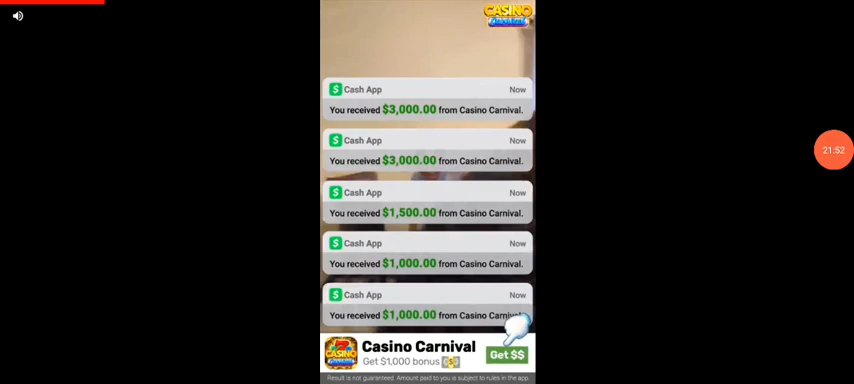 CASINO
Cash App Now
You received $3,000.00 from Casino Carnival.
Cash App Now
You received $3,000.00 from Casino Carnival.
Cash App Now
You received $1,500.00 from Casino Carnival.
Cash App Now
You received $1,000.00 from Casino Carnival.
Cash App Now
You received $1,000.00 from Casino
21:52
7
CASINO
Casino Carnival
Get $1,000 bonus
Get $$
Result is not guaranteed. Amount paid to you is subject to rules in the app.